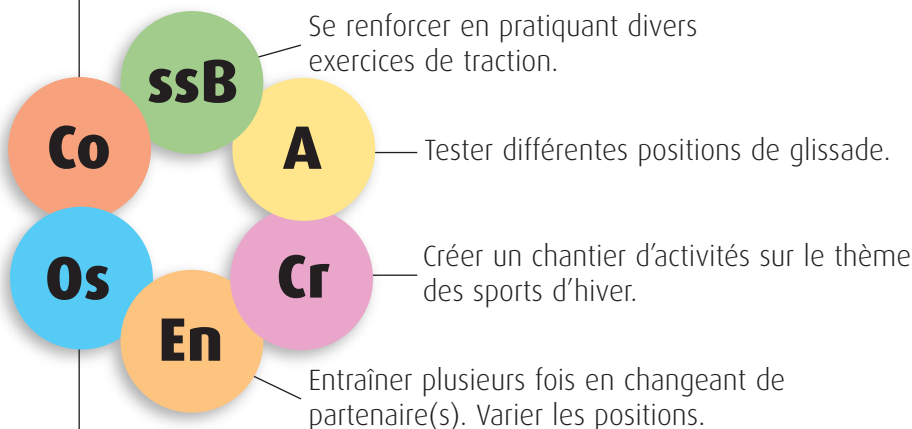 Se renforcer en pratiquant divers
exercices de traction.
ssB
Co
A
Tester différentes positions de glissade.
Os
Cr
Créer un chantier d’activités sur le thème
des sports d’hiver.
En
Entraîner plusieurs fois en changeant de
partenaire(s). Varier les positions.